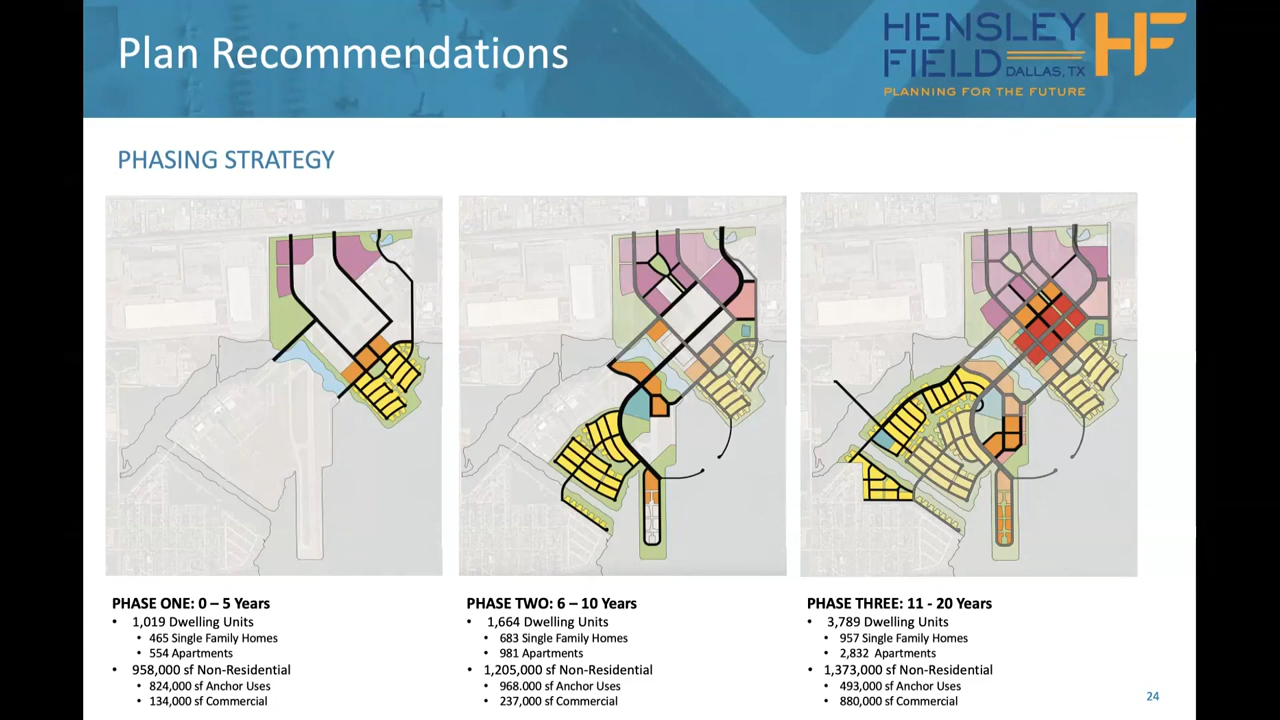 Plan Recommendations
HENSLEY
FIELD DALLAS, TX
HF
PLANNING FOR THE FUTURE
PHASING STRATEGY
PHASE ONE: 0 – 5 Years
• 1,019 Dwelling Units
• 465 Single Family Homes
• 554 Apartments
• 958,000 sf Non-Residential
• 824,000 sf Anchor Uses
• 134,000 sf Commercial
PHASE TWO: 6 – 10 Years
• 1,664 Dwelling Units
• 683 Single Family Homes
• 981 Apartments
• 1,205,000 sf Non-Residential
• 968.000 sf Anchor Uses
• 237,000 sf Commercial
PHASE THREE: 11 - 20 Years
• 3,789 Dwelling Units
• 957 Single Family Homes
• 2,832 Apartments
• 1,373,000 sf Non-Residential
• 493,000 sf Anchor Uses
• 880,000 sf Commercial
24